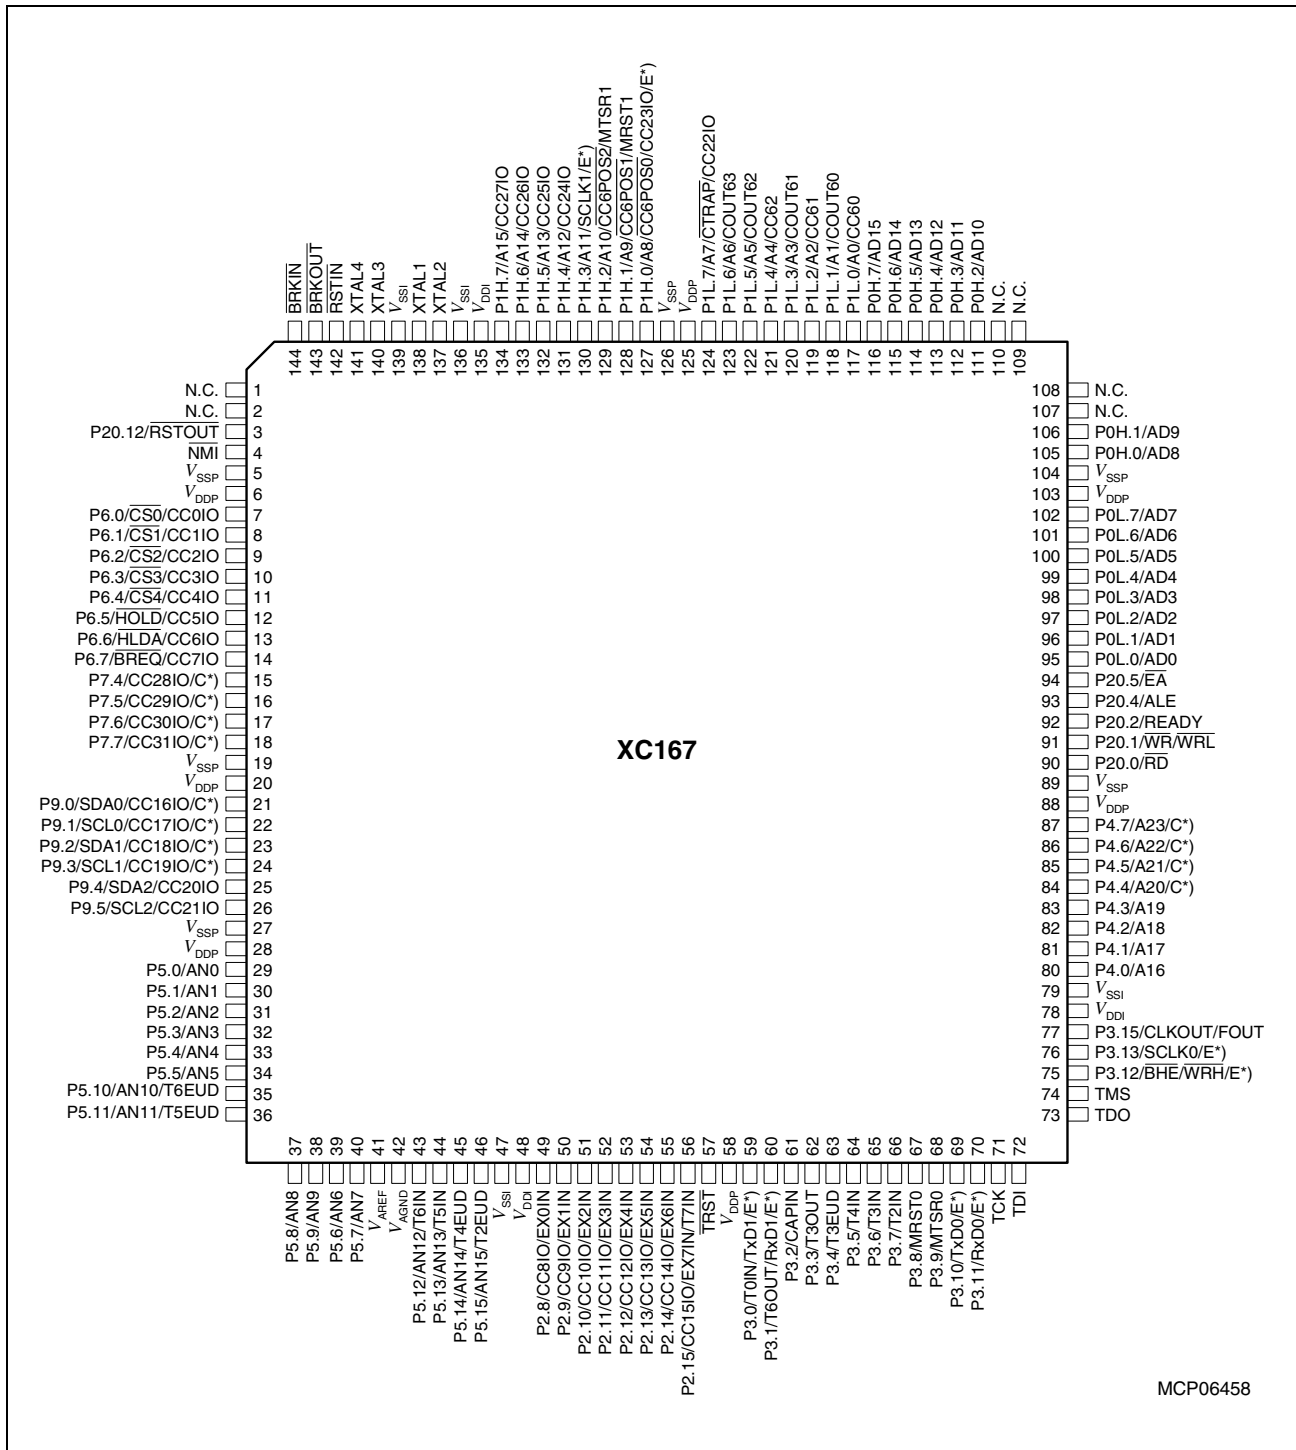 BRKIN
BRKOUT
RSTIN
XTAL4
XTAL3
VSSI
XTAL1
XTAL2
VSSI
VDDI
P1H.7/A15/CC27IO
P1H.6/A14/CC26IO
P1H.5/A13/CC25IO
P1H.4/A12/CC24IO
P1H.3/A11/SCLK1/E*)
P1H.2/A10/CC6POS2/MTSR1
P1H.1/A9/CC6POS1/MRST1
P1H.0/A8/CC6POS0/CC23IO/E*)
VSSP
VDDP
P1L.7/A7/CTRAP/CC22IO
P1L.6/A6/COUT63
P1L.5/A5/COUT62
P1L.4/A4/CC62
P1L.3/A3/COUT61
P1L.2/A2/CC61
P1L.1/A1/COUT60
P1L.0/A0/CC60
P0H.7/AD15
P0H.6/AD14
P0H.5/AD13
P0H.4/AD12
P0H.3/AD11
P0H.2/AD10
N.C.
N.C.
144 143 142 141 140 139 138 137 136 135 134 133 132 131 130 129 128 127 126 125 124 123 122 121 120 119 118 117 116 115 114 113 112 111 110 109
N.C. 1
N.C. 2
P20.12/RSTOUT 3
NMI 4
VSSP 5
VDDP 6
P6.0/CS0/CC0IO 7
P6.1/CS1/CC1IO 8
P6.2/CS2/CC2IO 9
P6.3/CS3/CC3IO 10
P6.4/CS4/CC4IO 11
P6.5/HOLD/CC5IO 12
P6.6/HLDA/CC6IO 13
P6.7/BREQ/CC7IO 14
P7.4/CC28IO/C*) 15
P7.5/CC29IO/C*) 16
P7.6/CC30IO/C*) 17
P7.7/CC31IO/C*) 18
VSSP 19
VDDP 20
P9.0/SDA0/CC16IO/C*) 21
P9.1/SCL0/CC17IO/C*) 22
P9.2/SDA1/CC18IO/C*) 23
P9.3/SCL1/CC19IO/C*) 24
P9.4/SDA2/CC20IO 25
P9.5/SCL2/CC21IO 26
VSSP 27
VDDP 28
P5.0/AN0 29
P5.1/AN1 30
P5.2/AN2 31
P5.3/AN3 32
P5.4/AN4 33
P5.5/AN5 34
P5.10/AN10/T6EUD 35
P5.11/AN11/T5EUD 36
XC167
108 N.C.
107 N.C.
106 P0H.1/AD9
105 P0H.0/AD8
104 VSSP
103 VDDP
102 P0L.7/AD7
101 P0L.6/AD6
100 P0L.5/AD5
99 P0L.4/AD4
98 P0L.3/AD3
97 P0L.2/AD2
96 P0L.1/AD1
95 P0L.0/AD0
94 P20.5/EA
93 P20.4/ALE
92 P20.2/READY
91 P20.1/WR/WRL
90 P20.0/RD
89 VSSP
88 VDDP
87 P4.7/A23/C*)
86 P4.6/A22/C*)
85 P4.5/A21/C*)
84 P4.4/A20/C*)
83 P4.3/A19
82 P4.2/A18
81 P4.1/A17
80 P4.0/A16
79 VSSI
78 VDDI
77 P3.15/CLKOUT/FOUT
76 P3.13/SCLK0/E*)
75 P3.12/BHE/WRH/E*)
74 TMS
73 TDO
37 38 39 40 41 42 43 44 45 46 47 48 49 50 51 52 53 54 55 56 57 58 59 60 61 62 63 64 65 66 67 68 69 70 71 72
P5.8/AN8
P5.9/AN9
P5.6/AN6
P5.7/AN7
VAREF
VAGND
P5.12/AN12/T6IN
P5.13/AN13/T5IN
P5.14/AN14/T4EUD
P5.15/AN15/T2EUD
VSSI
VDDI
P2.8/CC8IO/EX0IN
P2.9/CC9IO/EX1IN
P2.10/CC10IO/EX2IN
P2.11/CC11IO/EX3IN
P2.12/CC12IO/EX4IN
P2.13/CC13IO/EX5IN
P2.14/CC14IO/EX6IN
P2.15/CC15IO/EX7IN/T7IN
TRST
VDDP
P3.0/T0IN/TxD1/E*)
P3.1/T6OUT/RxD1/E*)
P3.2/CAPIN
P3.3/T3OUT
P3.4/T3EUD
P3.5/T4IN
P3.6/T3IN
P3.7/T2IN
P3.8/MRST0
P3.9/MTSR0
P3.10/TxD0/E*)
P3.11/RxD0/E*)
TCK
TDI
MCP06458